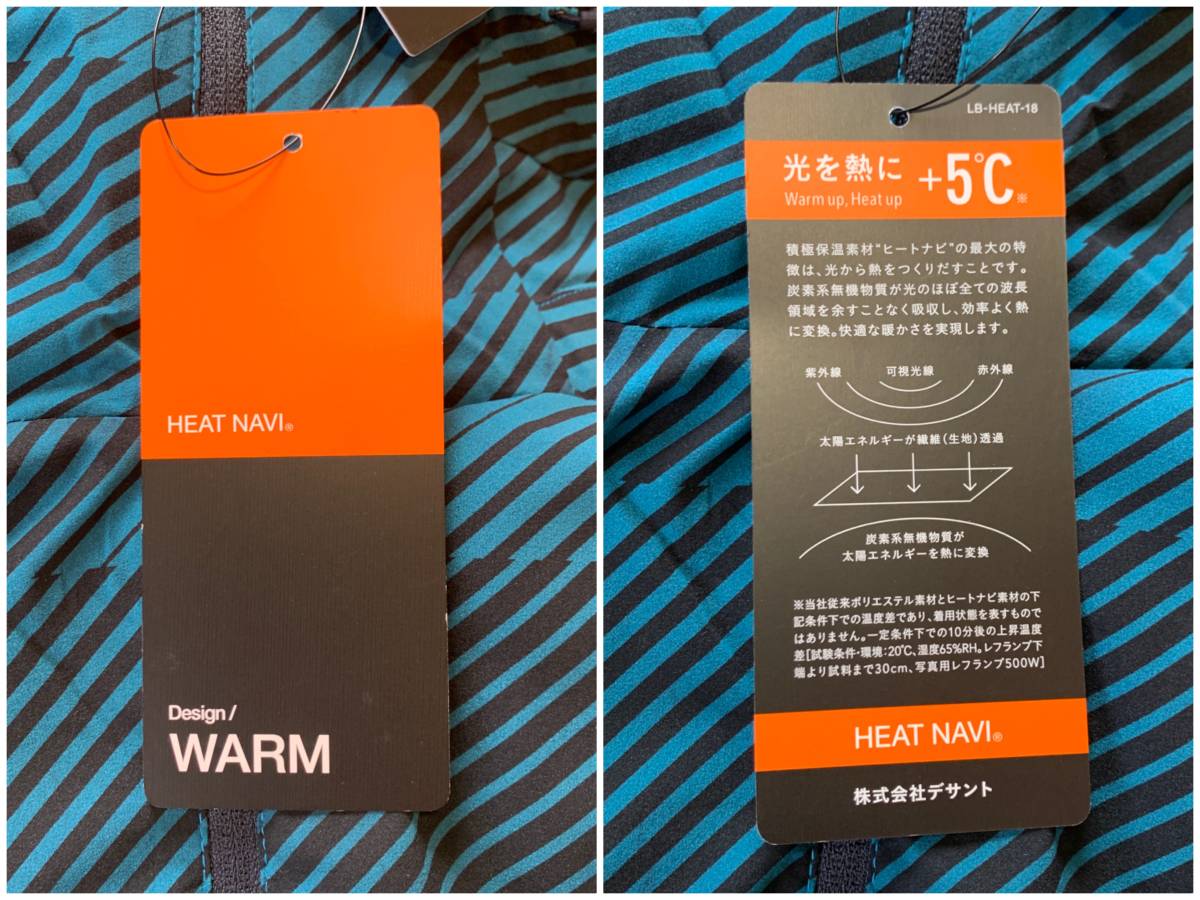 HEAT NAVI®
Design /
WARM
LB-HEAT-18
光を熱に +5℃※
Warm up, Heat up
積極保温素材"ヒートナビ"の最大の特
徴は、光から熱をつくりだすことです。
炭素系無機物質が光のほぼ全ての波長
領域を余すことなく吸収し、効率よく熱
に変換。快適な暖かさを実現します。
紫外線 可視光線 赤外線
太陽エネルギーが繊維(生地)透過
炭素系無機物質が
太陽エネルギーを熱に変換
※当社従来ポリエステル素材とヒートナビ素材の下
記条件下での温度差であり、着用状態を表すもので
はありません。一定条件下での10分後の上昇温度
差[試験条件・環境:20℃、湿度65%RH。レフランプ下
端より試料まで30cm、写真用レフランプ500W]
HEAT NAVI®
株式会社デサント